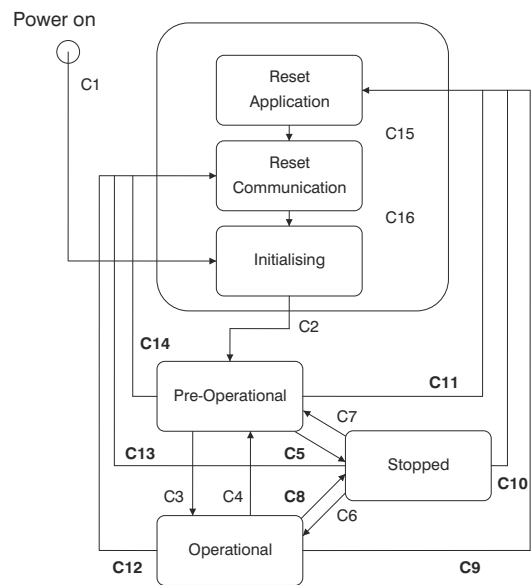 Power on
C1
Reset
Application
C15
Reset
Communication
C16
Initialising
C2
C14
Pre-Operational
C11
C7
C13
C5
Stopped
C3
C4
C8
C6
C10
Operational
C12
C9